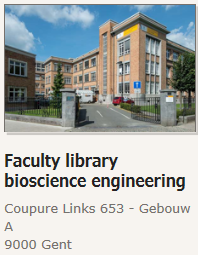 Faculty library
bioscience engineering
Coupure Links 653 - Gebouw
A
9000 Gent